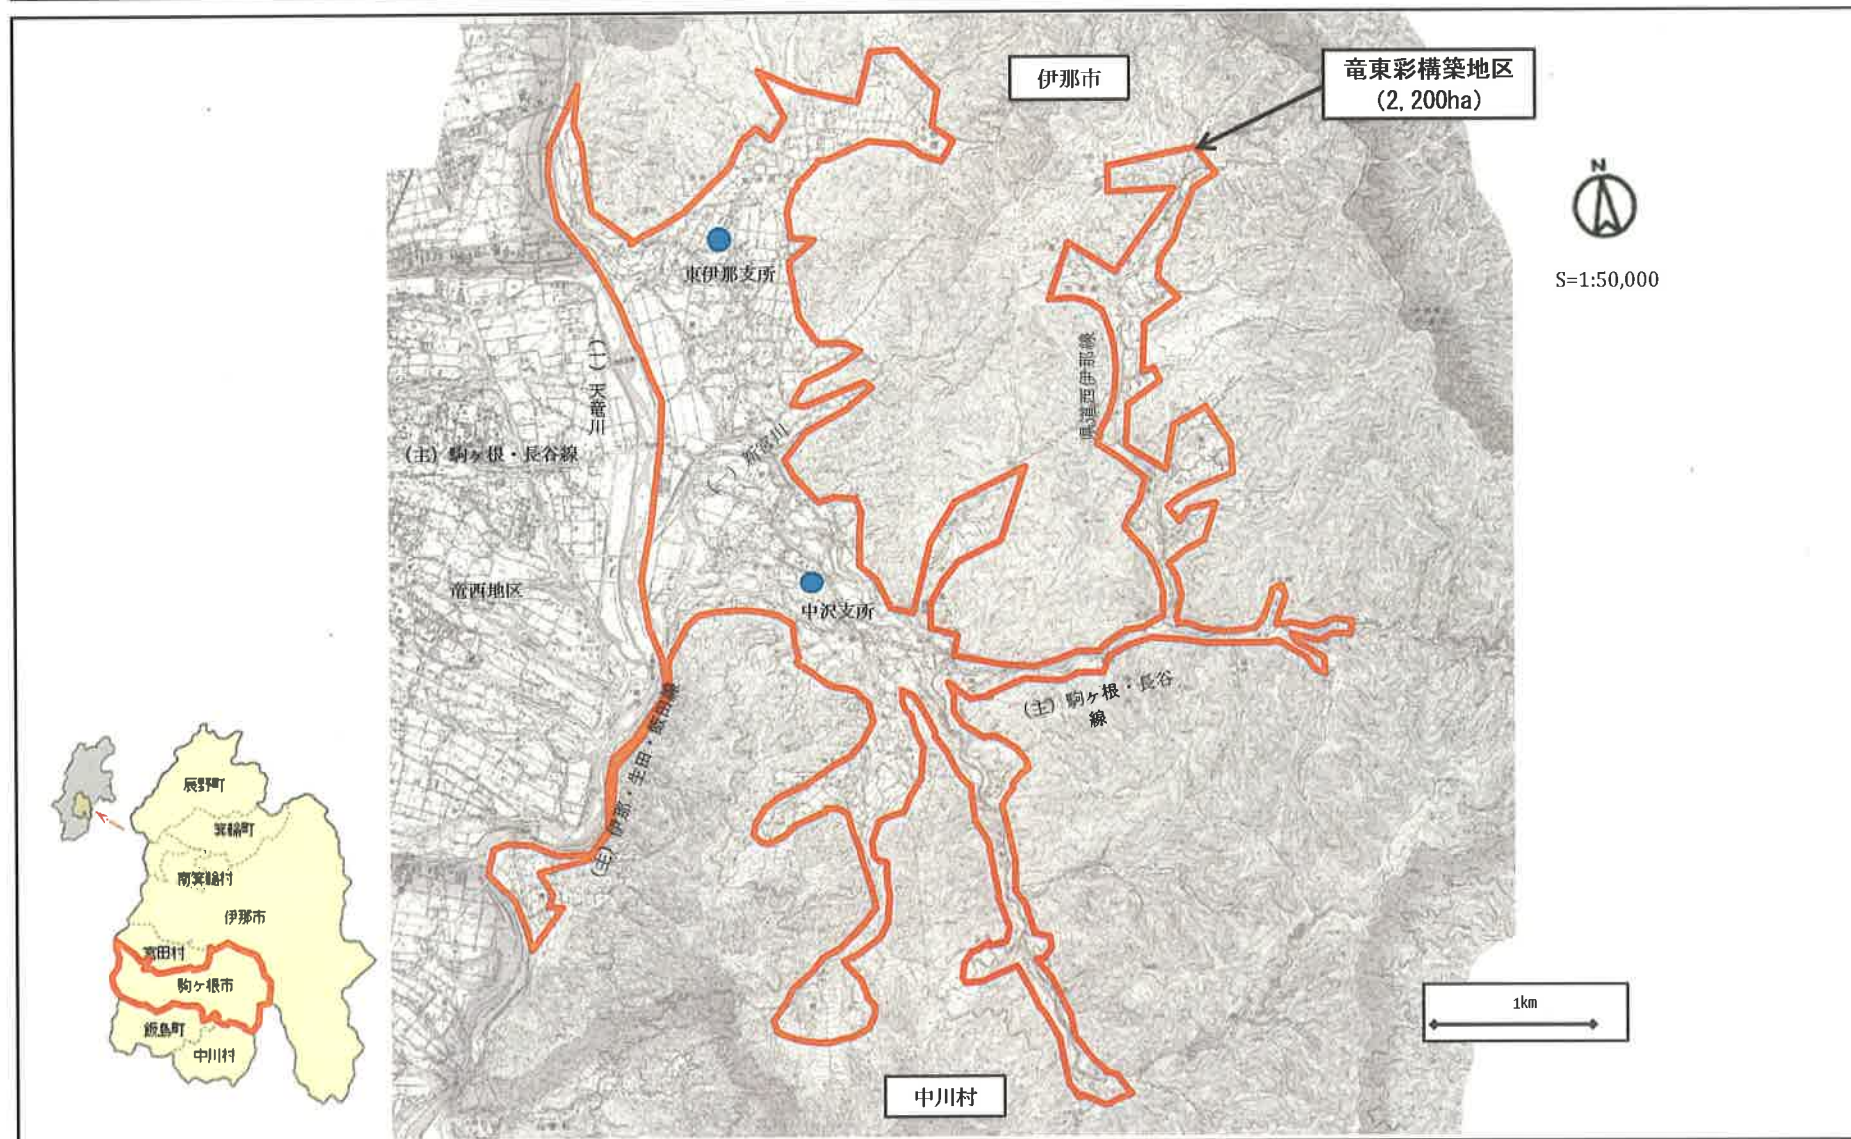 伊那市
竜東彩構築地区
(2,200ha)
N
S=1:50,000
東伊那支所
(一) 天竜川
県道西伊那線
(主) 駒ヶ根・長谷線
(一) 新宮川
竜西地区
中沢支所
(主) 駒ヶ根・長谷
線
(主) 伊那・生田・飯田線
辰野町
箕輪町
南箕輪村
伊那市
宮田村
駒ヶ根市
飯島町
中川村
1km
中川村